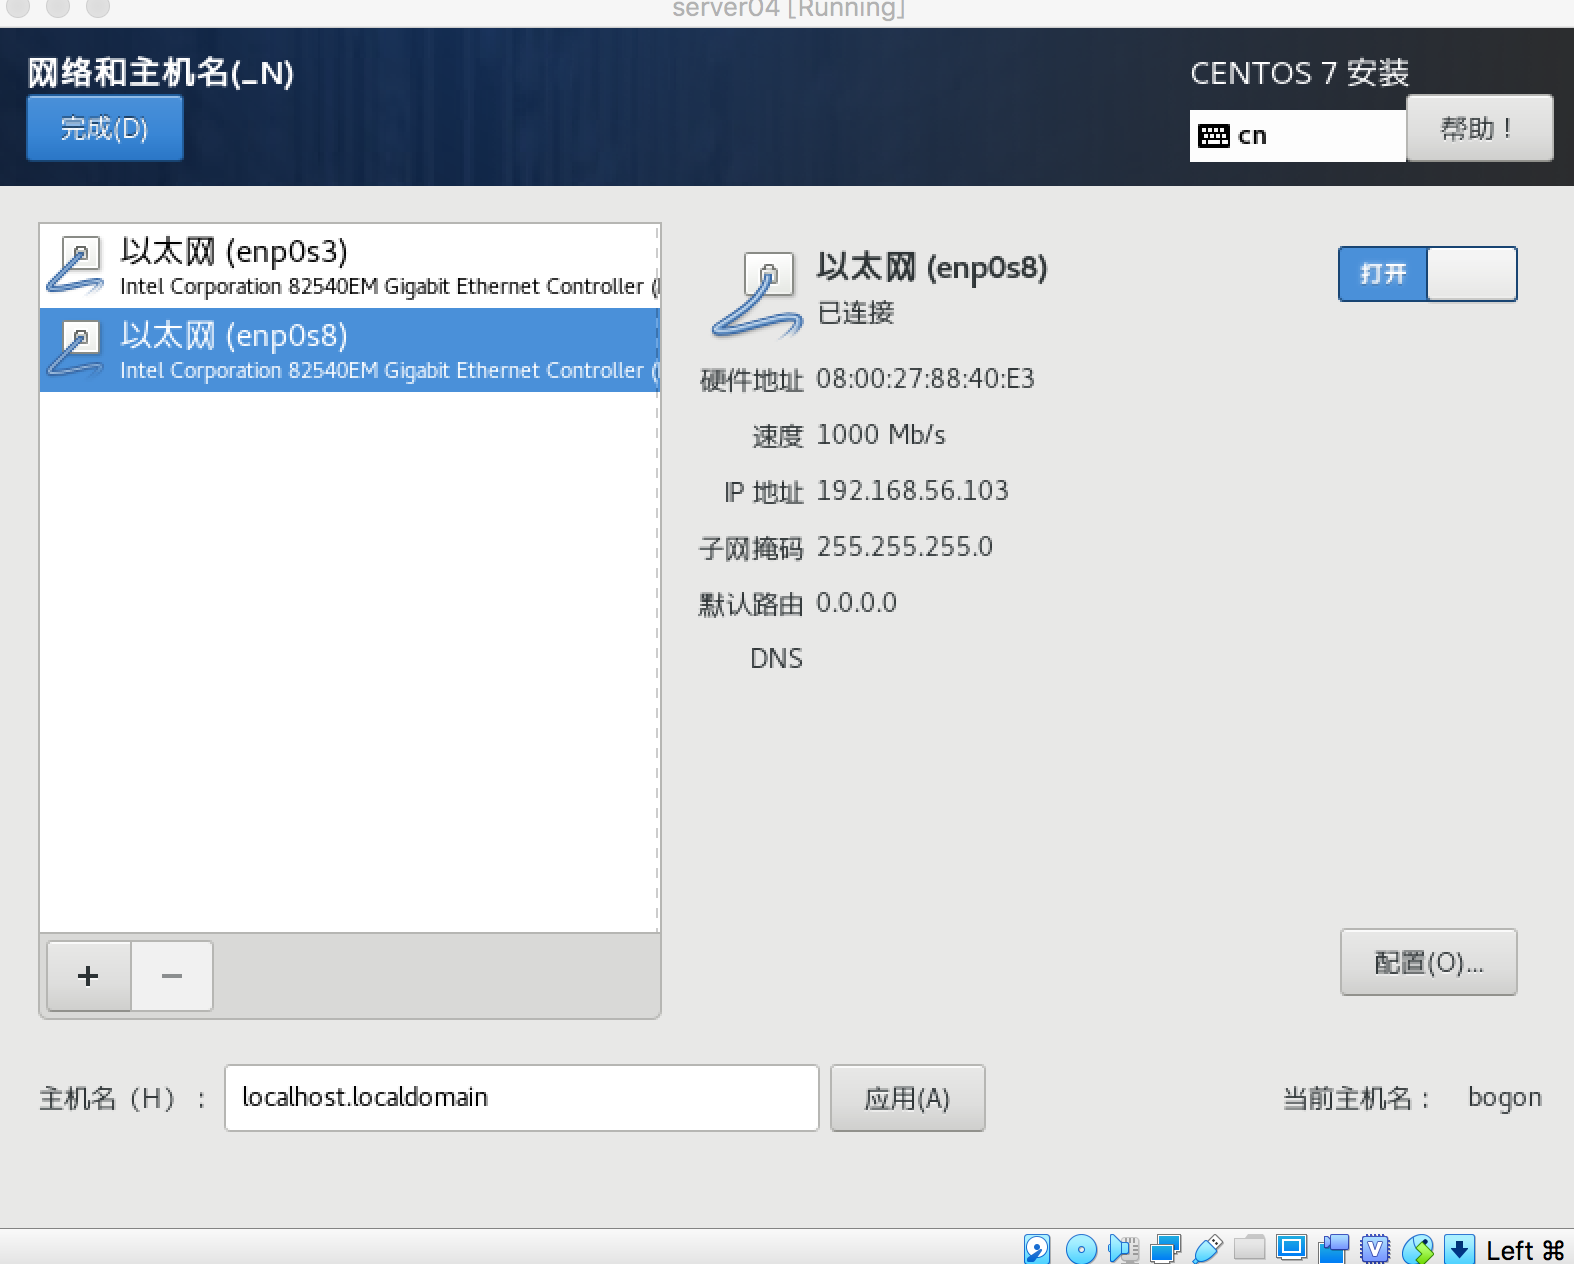 server04 [Running]
网络和主机名(_N)
CENTOS 7 安装
完成(D)
cn
帮助！
以太网 (enp0s3)
Intel Corporation 82540EM Gigabit Ethernet Controller (
以太网 (enp0s8)
Intel Corporation 82540EM Gigabit Ethernet Controller (
以太网 (enp0s8)
已连接
打开
硬件地址 08:00:27:88:40:E3
速度 1000 Mb/s
IP 地址 192.168.56.103
子网掩码 255.255.255.0
默认路由 0.0.0.0
DNS
+ −
配置(O)...
主机名（H）： localhost.localdomain 应用(A) 当前主机名： bogon
V
Left ⌘